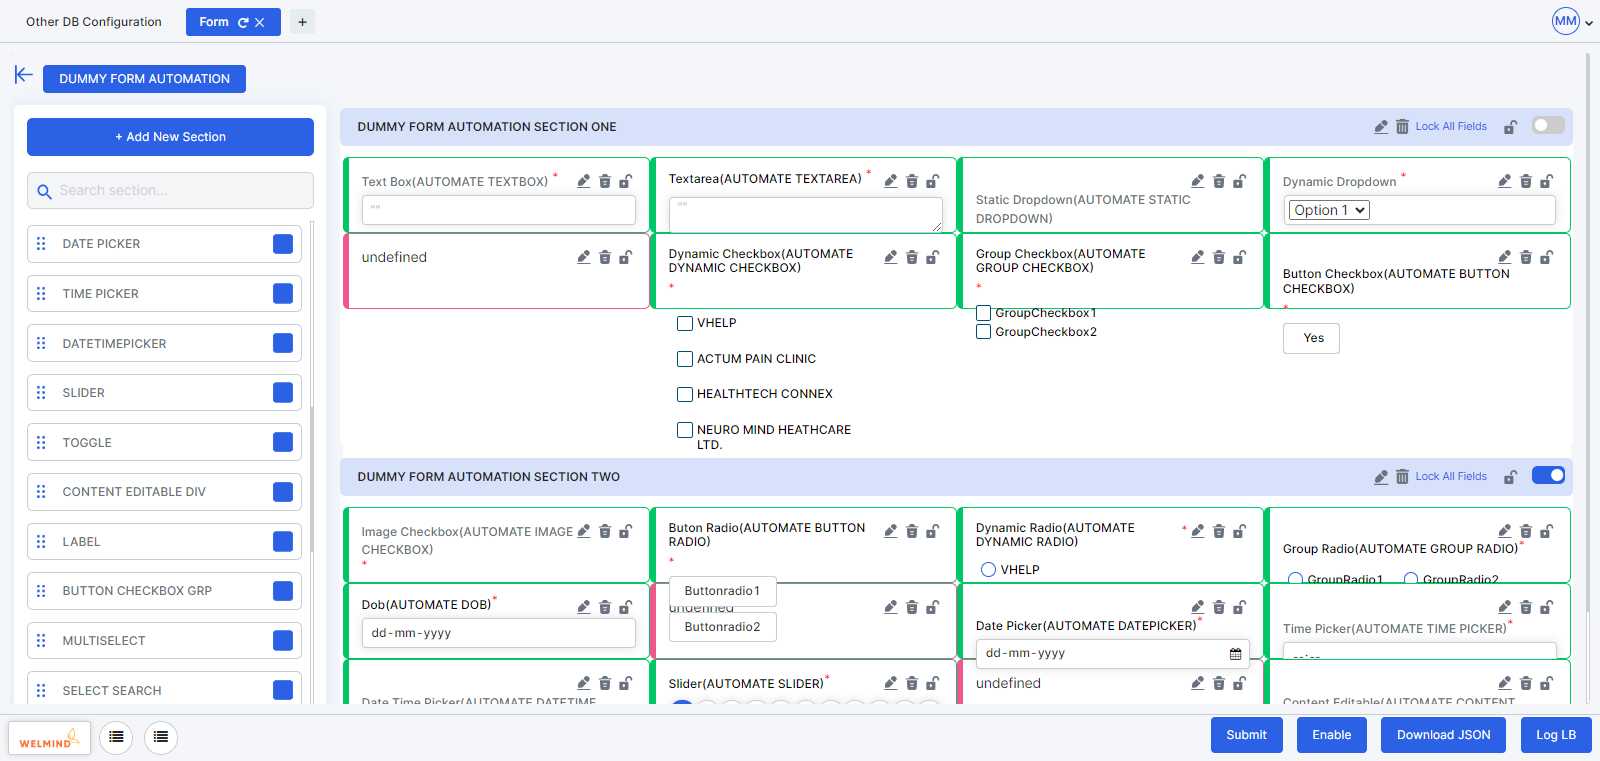 Other DB Configuration
Form
+
MM
DUMMY FORM AUTOMATION
+ Add New Section
Search section...
DATE PICKER
TIME PICKER
DATETIMEPICKER
SLIDER
TOGGLE
CONTENT EDITABLE DIV
LABEL
BUTTON CHECKBOX GRP
MULTISELECT
SELECT SEARCH
DUMMY FORM AUTOMATION SECTION ONE
Lock All Fields
Text Box(AUTOMATE TEXTBOX) *
""
Textarea(AUTOMATE TEXTAREA) *
""
Static Dropdown(AUTOMATE STATIC
DROPDOWN)
Dynamic Dropdown *
Option 1
undefined
Dynamic Checkbox(AUTOMATE
DYNAMIC CHECKBOX)
*
VHELP
ACTUM PAIN CLINIC
HEALTHTECH CONNEX
NEURO MIND HEATHCARE
LTD.
Group Checkbox(AUTOMATE
GROUP CHECKBOX)
*
GroupCheckbox1
GroupCheckbox2
Button Checkbox(AUTOMATE BUTTON
CHECKBOX)
*
Yes
DUMMY FORM AUTOMATION SECTION TWO
Lock All Fields
Image Checkbox(AUTOMATE IMAGE
CHECKBOX)
*
Buton Radio(AUTOMATE BUTTON
RADIO)
*
Buttonradio1
Buttonradio2
Dynamic Radio(AUTOMATE
DYNAMIC RADIO)
*
VHELP
Group Radio(AUTOMATE GROUP RADIO)*
GroupRadio1
GroupRadio2
Dob(AUTOMATE DOB)*
dd-mm-yyyy
undefined
Date Picker(AUTOMATE DATEPICKER)*
dd-mm-yyyy
Time Picker(AUTOMATE TIME PICKER)*
--:--
Date Time Picker(AUTOMATE DATETIME
Slider(AUTOMATE SLIDER)*
undefined
Content Editable(AUTOMATE CONTENT
WELMIND
Submit
Enable
Download JSON
Log LB